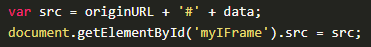 var src = originURL + '#' + data;
document.getElementById('myIFrame').src = src;